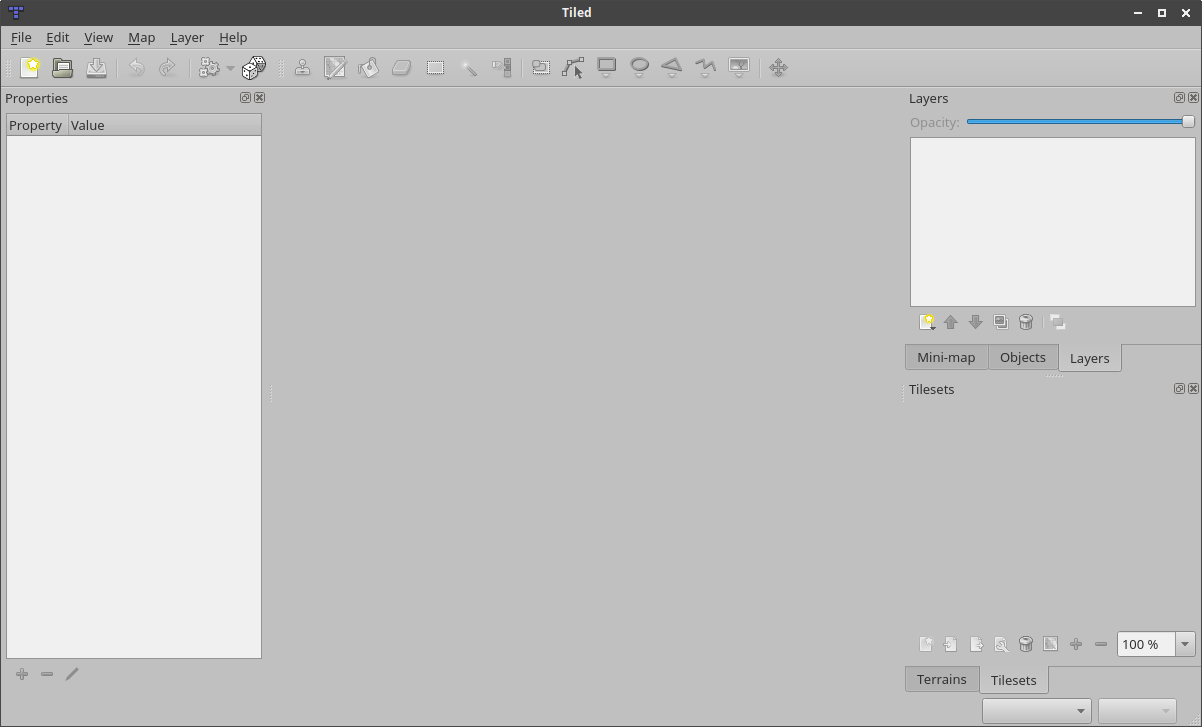 Tiled
File Edit View Map Layer Help
Properties
Property Value
Layers
Opacity:
Mini-map Objects Layers
Tilesets
100 %
Terrains Tilesets